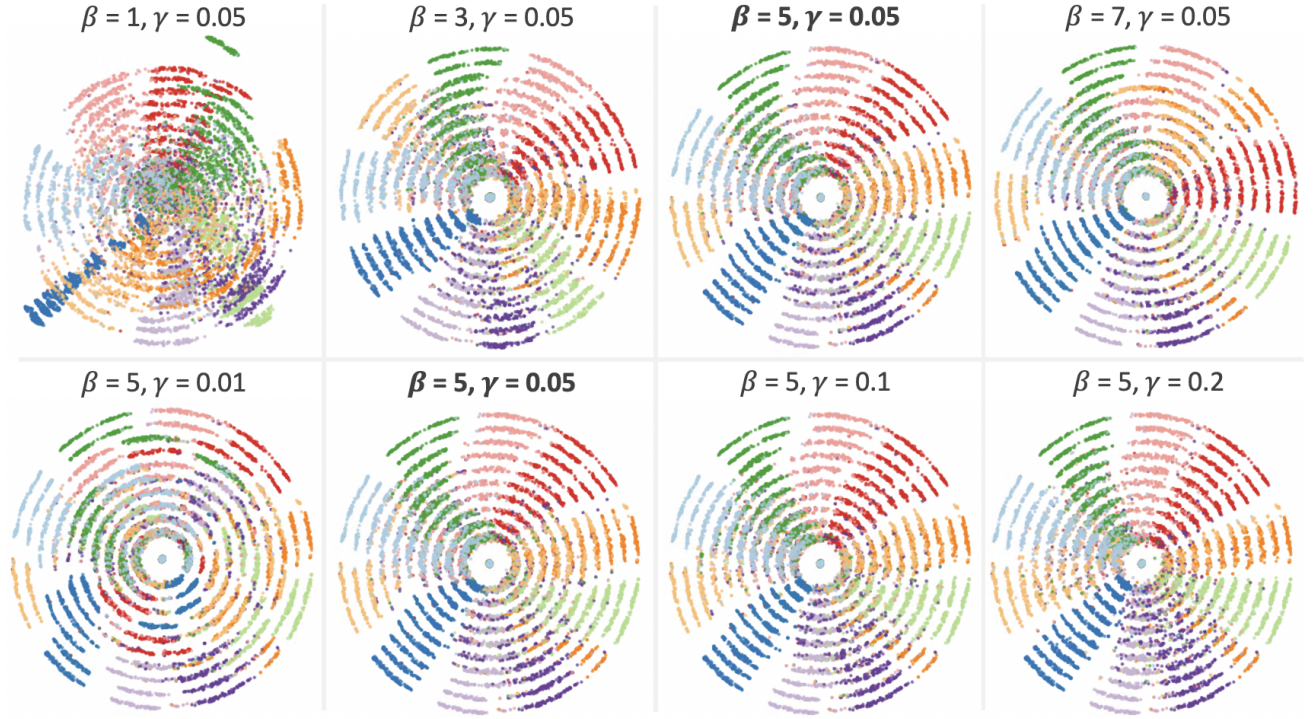 β = 1, γ = 0.05
β = 3, γ = 0.05
β = 5, γ = 0.05
β = 7, γ = 0.05
β = 5, γ = 0.01
β = 5, γ = 0.05
β = 5, γ = 0.1
β = 5, γ = 0.2